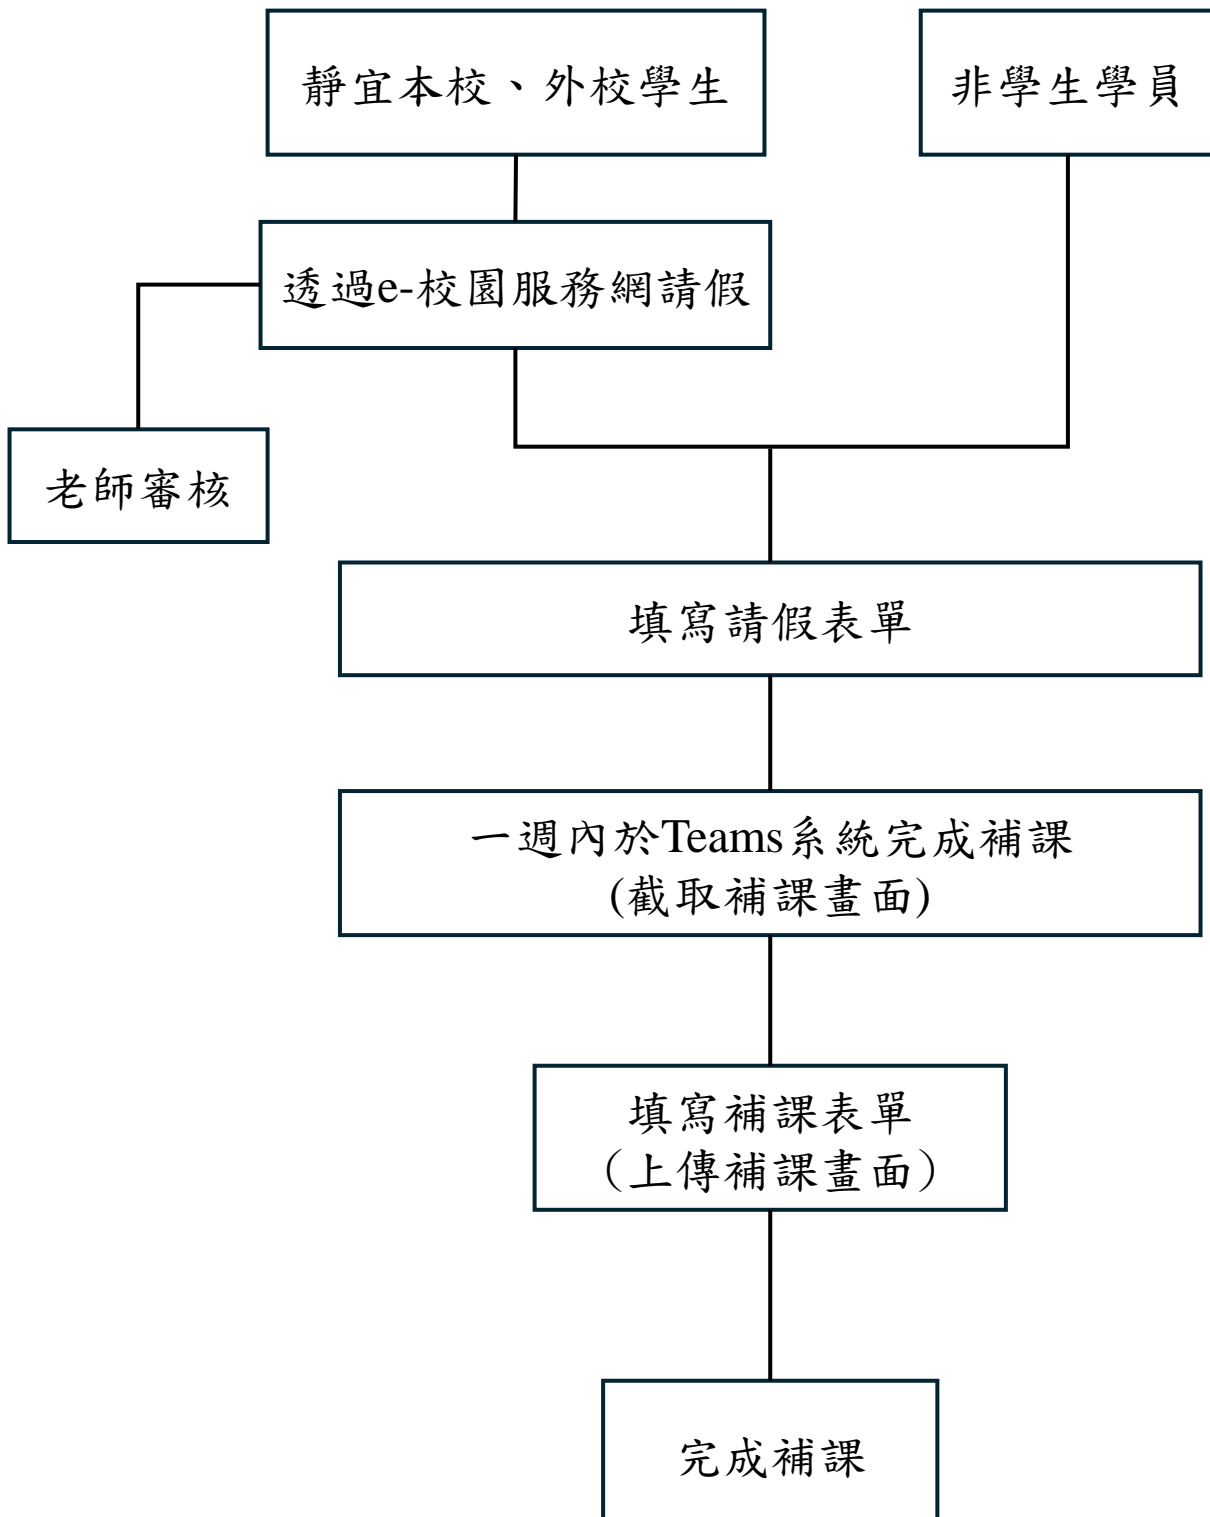 靜宜本校、外校學生
非學生學員
透過e-校園服務網請假
老師審核
填寫請假表單
一週內於Teams系統完成補課
(截取補課畫面)
填寫補課表單
（上傳補課畫面）
完成補課